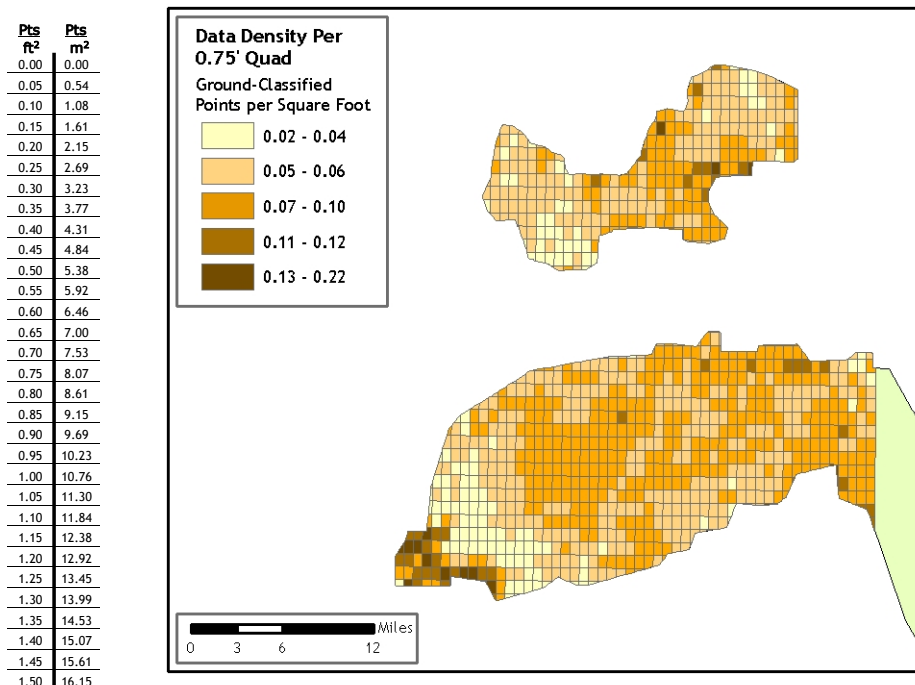 Pts Pts
ft² m²
0.00 0.00
0.05 0.54
0.10 1.08
0.15 1.61
0.20 2.15
0.25 2.69
0.30 3.23
0.35 3.77
0.40 4.31
0.45 4.84
0.50 5.38
0.55 5.92
0.60 6.46
0.65 7.00
0.70 7.53
0.75 8.07
0.80 8.61
0.85 9.15
0.90 9.69
0.95 10.23
1.00 10.76
1.05 11.30
1.10 11.84
1.15 12.38
1.20 12.92
1.25 13.45
1.30 13.99
1.35 14.53
1.40 15.07
1.45 15.61
1.50 16.15
Data Density Per
0.75' Quad
Ground-Classified
Points per Square Foot
0.02 - 0.04
0.05 - 0.06
0.07 - 0.10
0.11 - 0.12
0.13 - 0.22
Miles
0 3 6 12